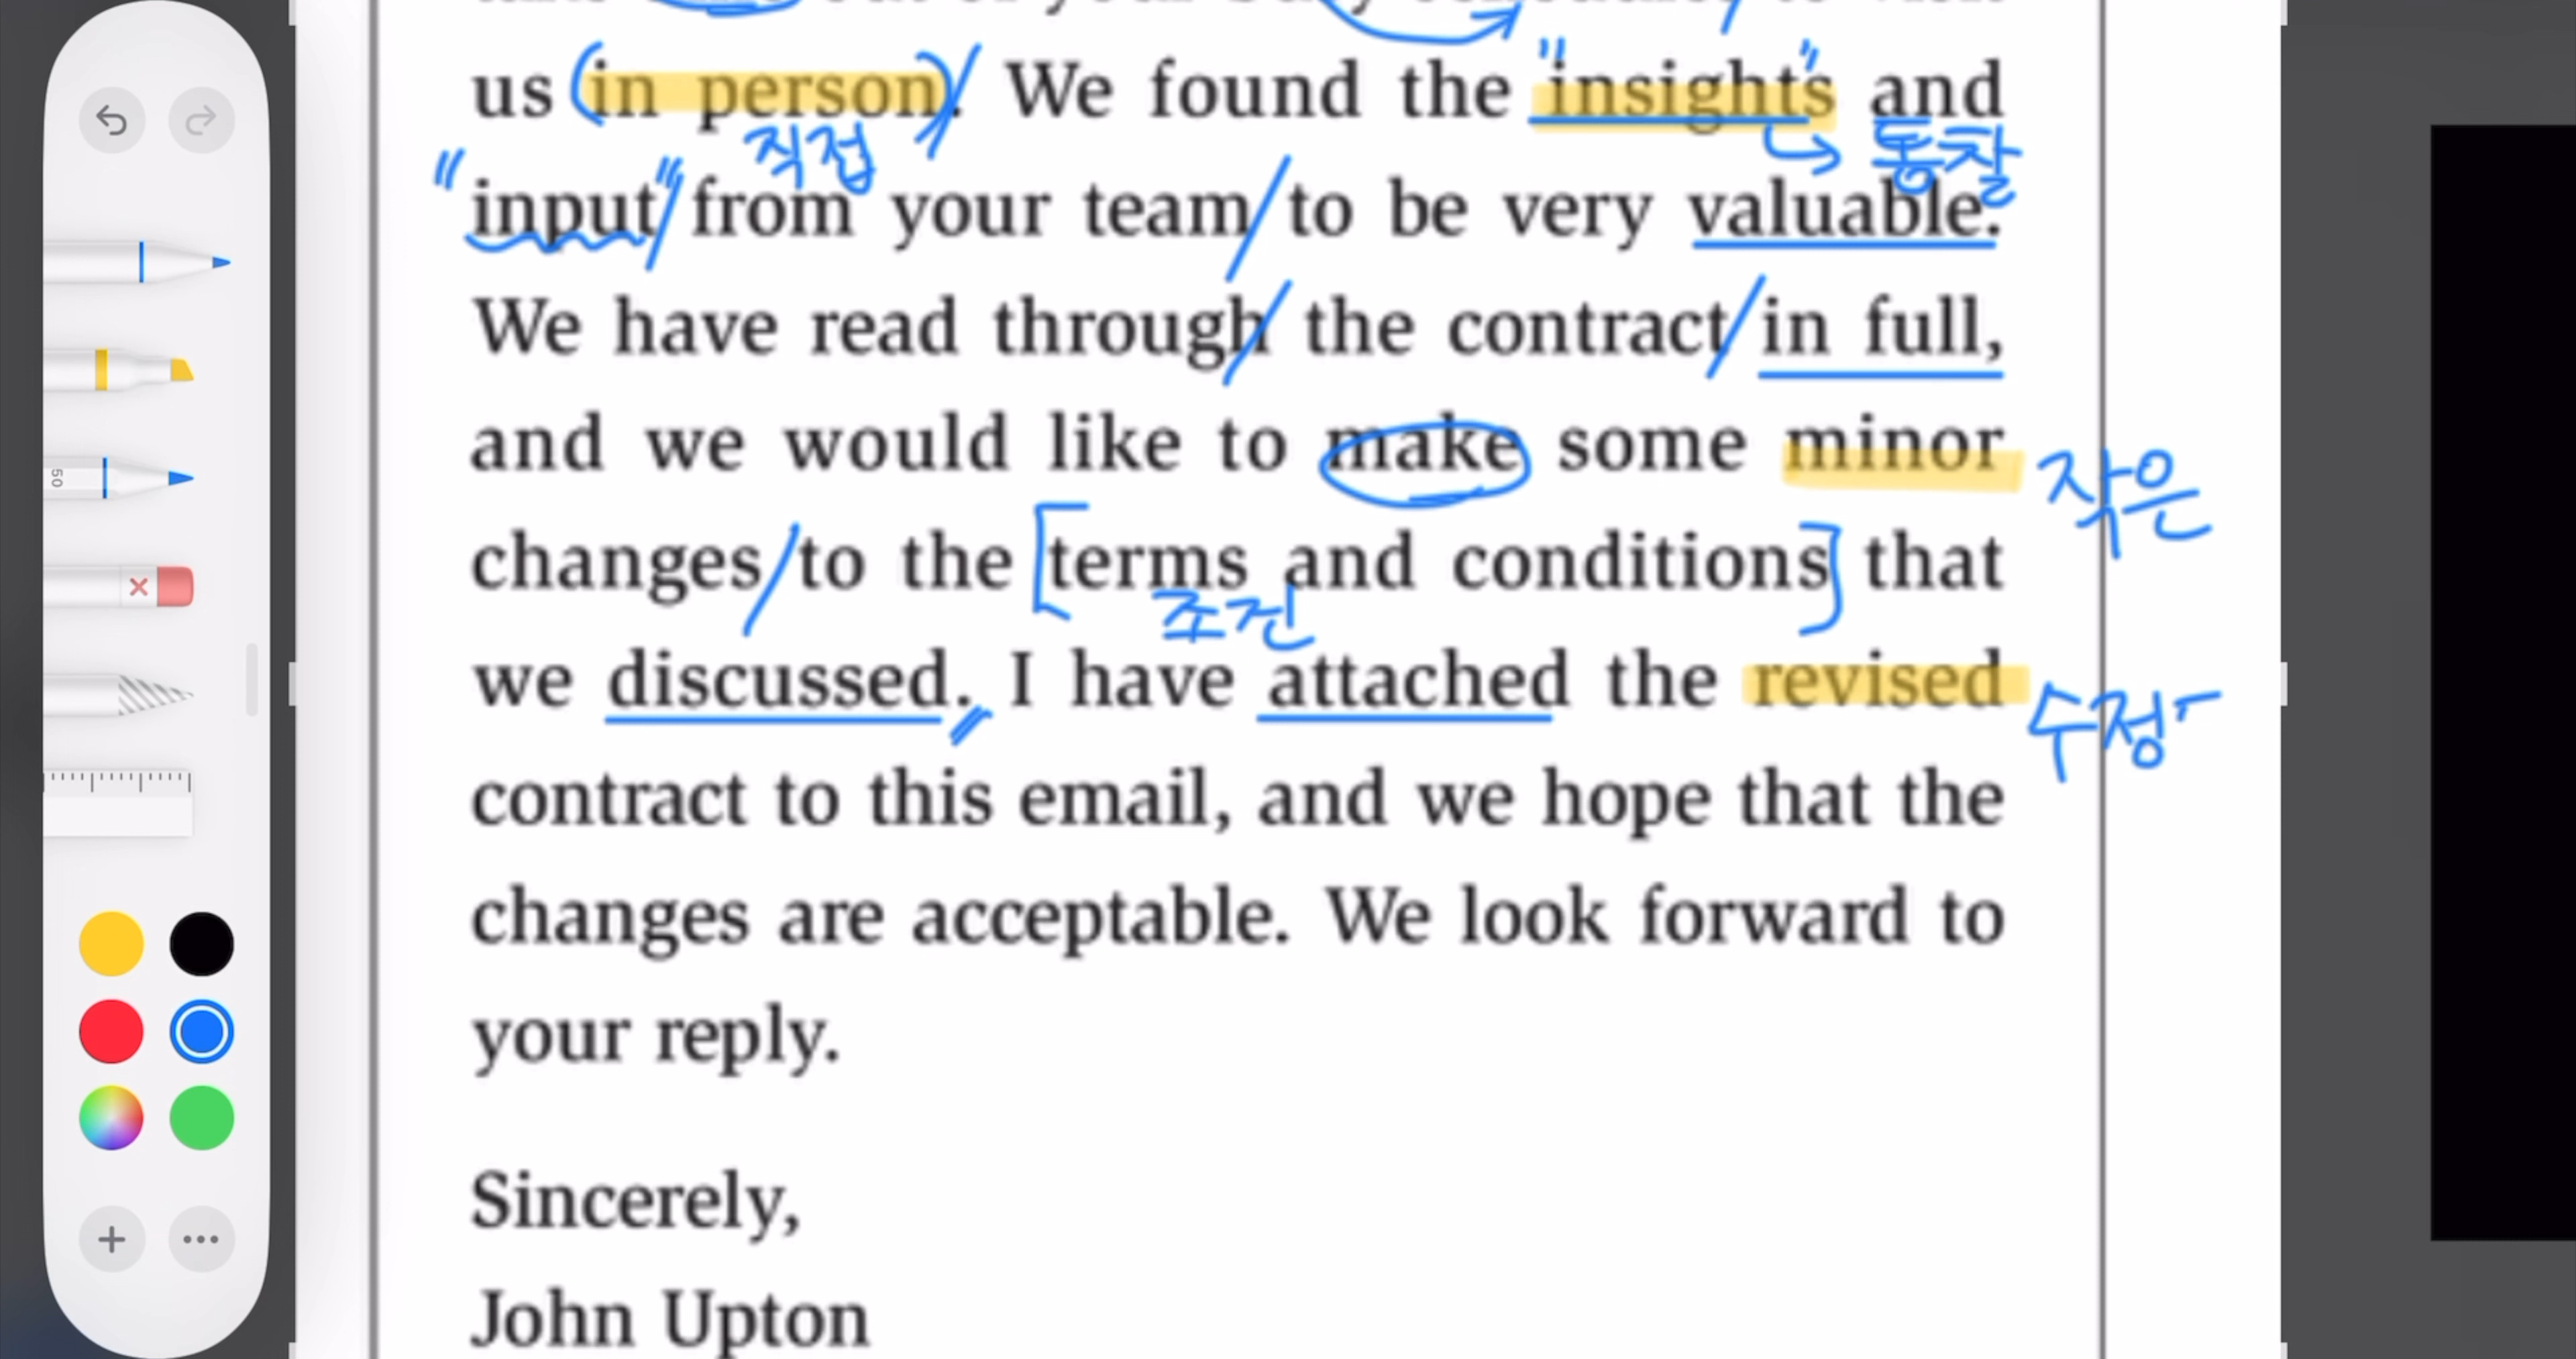 us in person. We found the insights and
직접
통찰
input from your team to be very valuable.
We have read through the contract in full,
and we would like to make some minor
작은
changes to the terms and conditions that
조건
we discussed. I have attached the revised
수정
contract to this email, and we hope that the
changes are acceptable. We look forward to
your reply.
Sincerely,
John Upton
50